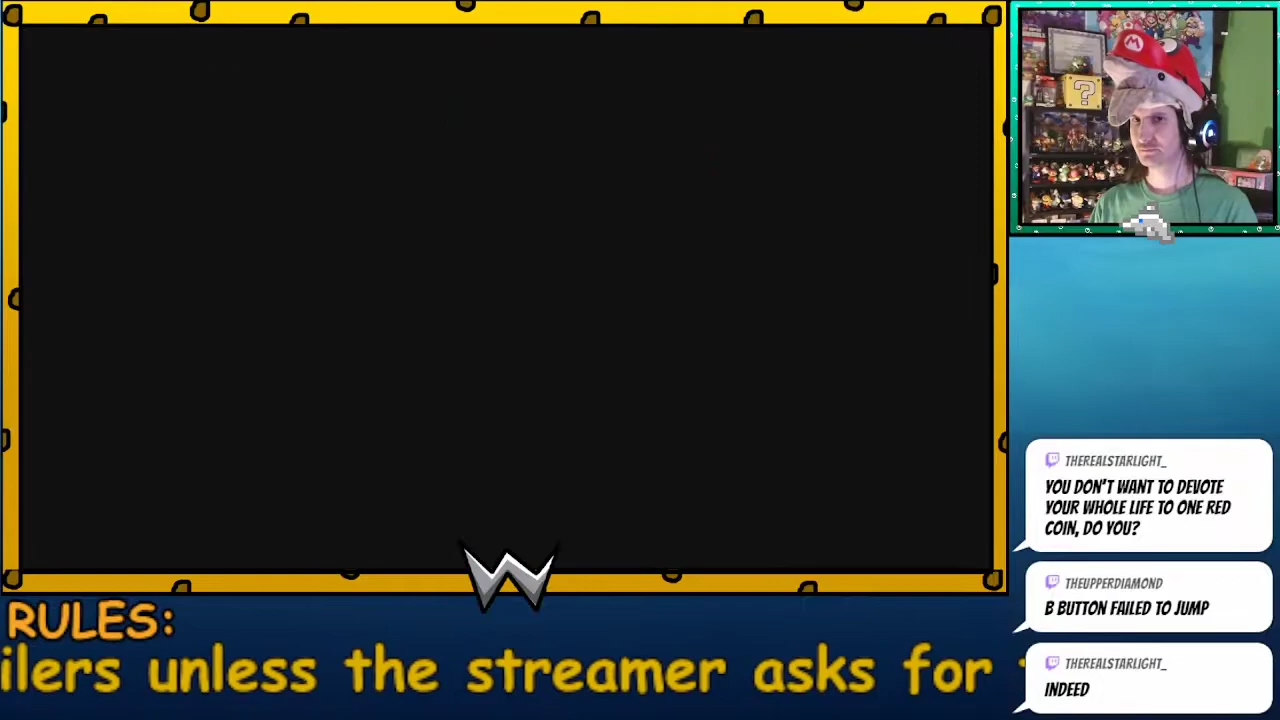 M
?
THEREALSTARLIGHT_
YOU DON'T WANT TO DEVOTE
YOUR WHOLE LIFE TO ONE RED
COIN, DO YOU?
THEUPPERDIAMOND
B BUTTON FAILED TO JUMP
THEREALSTARLIGHT_
INDEED
W
RULES:
ilers unless the streamer asks for